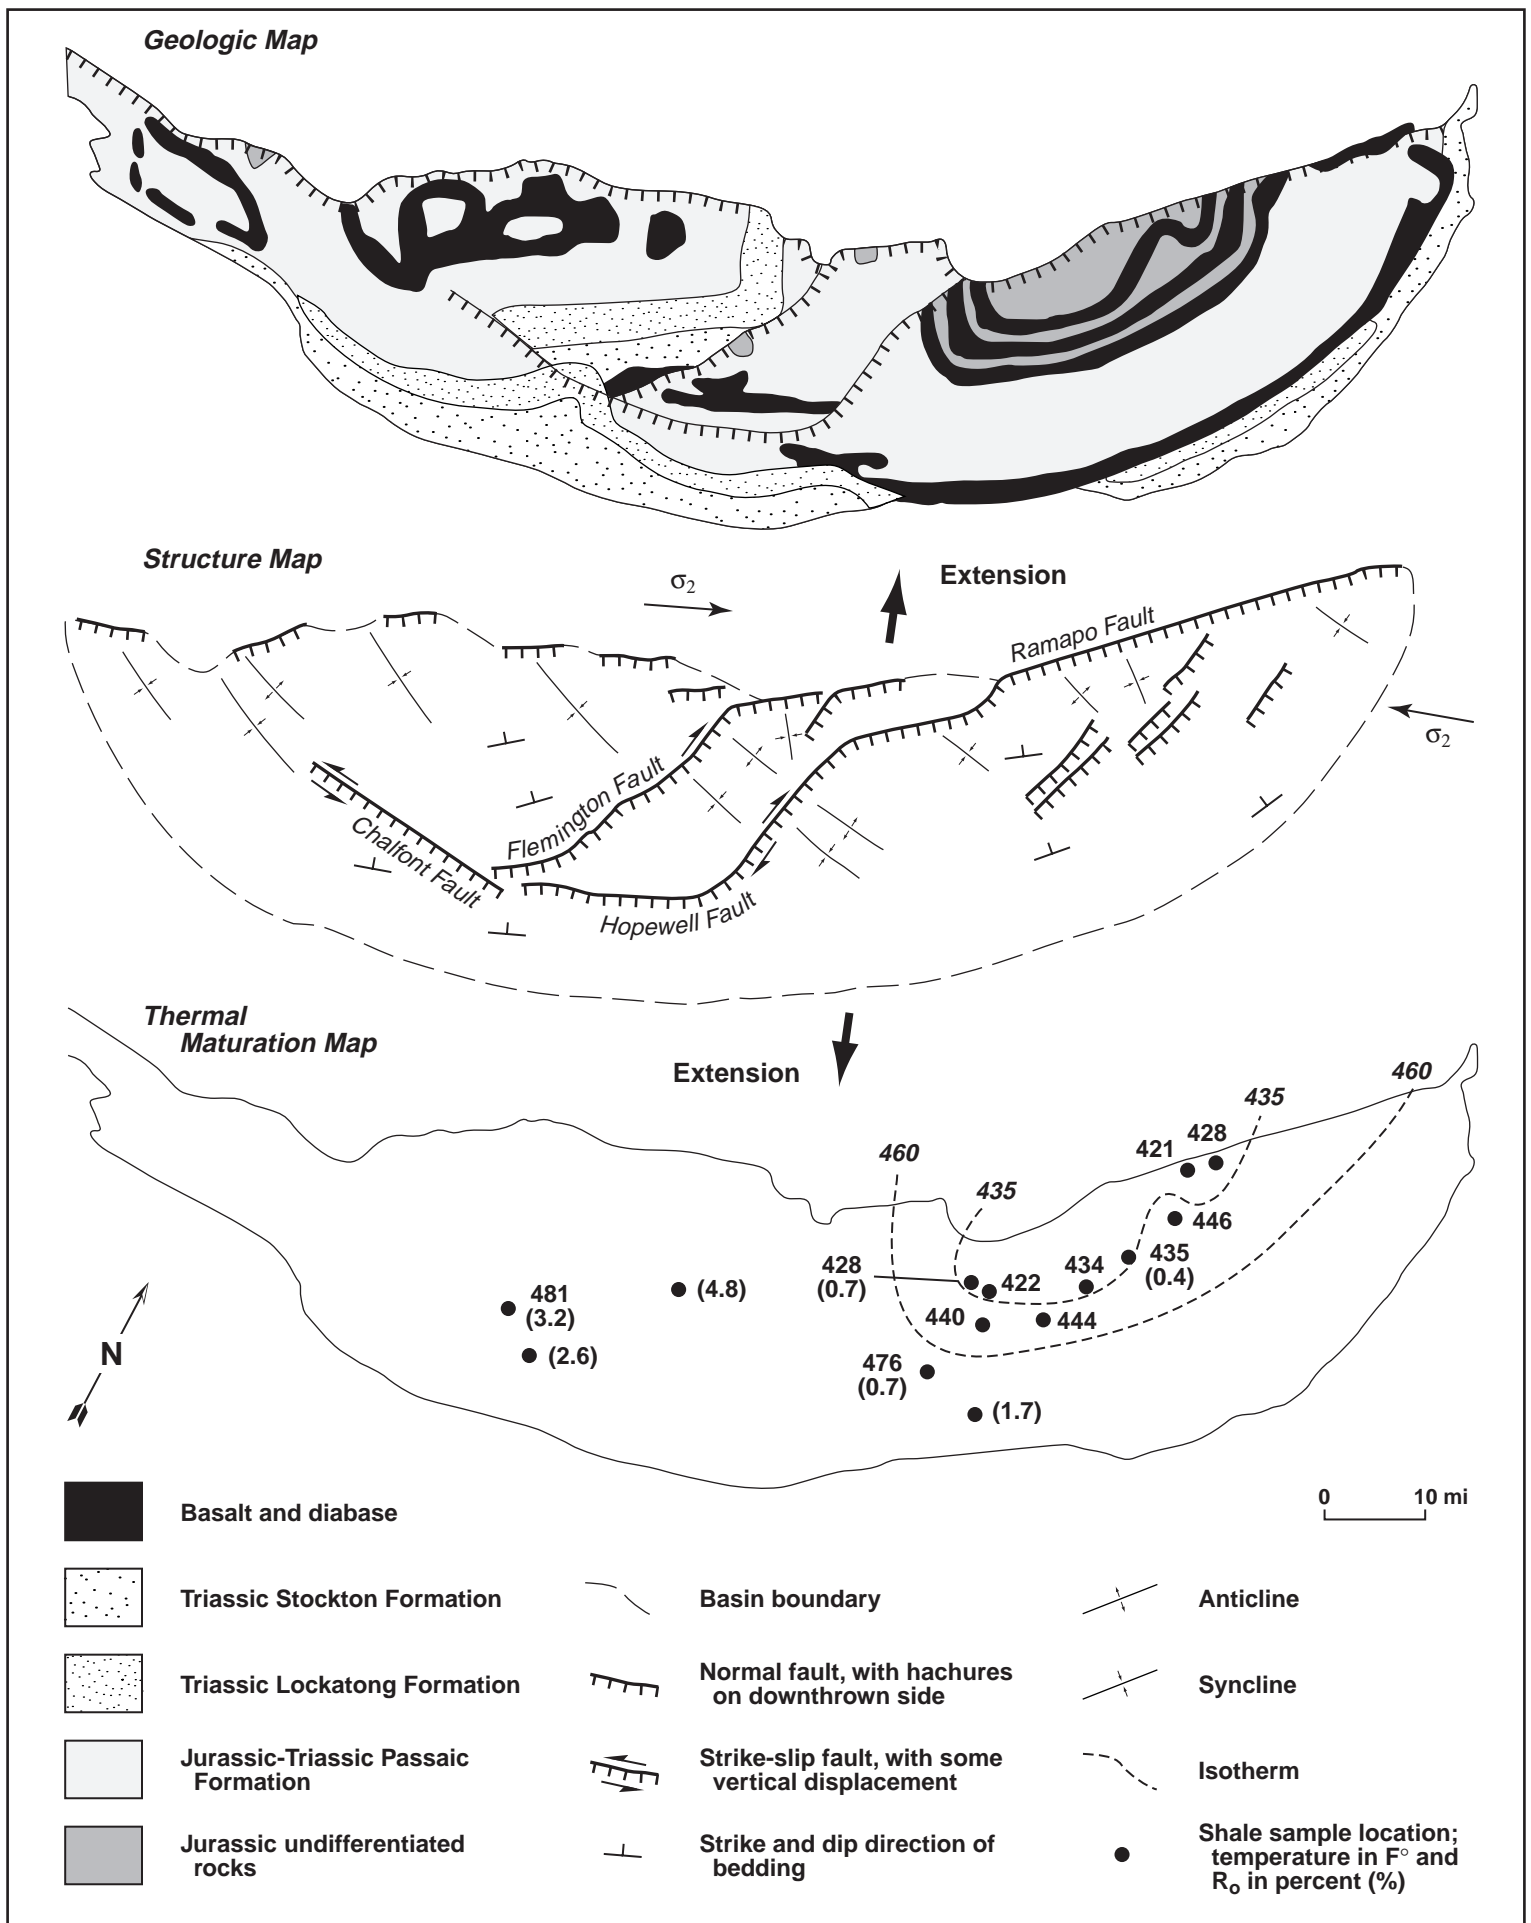 Geologic Map
Structure Map
σ2
Extension
Ramapo Fault
σ2
Flemington Fault
Chalfont Fault
Hopewell Fault
Thermal
Maturation Map
Extension
460
435
428
421
460
435
446
435
(0.4)
434
428
(0.7)
422
481
(3.2)
(4.8)
440
444
(2.6)
476
(0.7)
(1.7)
N
0 10 mi
Basalt and diabase
Triassic Stockton Formation
Triassic Lockatong Formation
Jurassic-Triassic Passaic
Formation
Jurassic undifferentiated
rocks
Basin boundary
Normal fault, with hachures
on downthrown side
Strike-slip fault, with some
vertical displacement
Strike and dip direction of
bedding
Anticline
Syncline
Isotherm
Shale sample location;
temperature in F° and
Ro in percent (%)